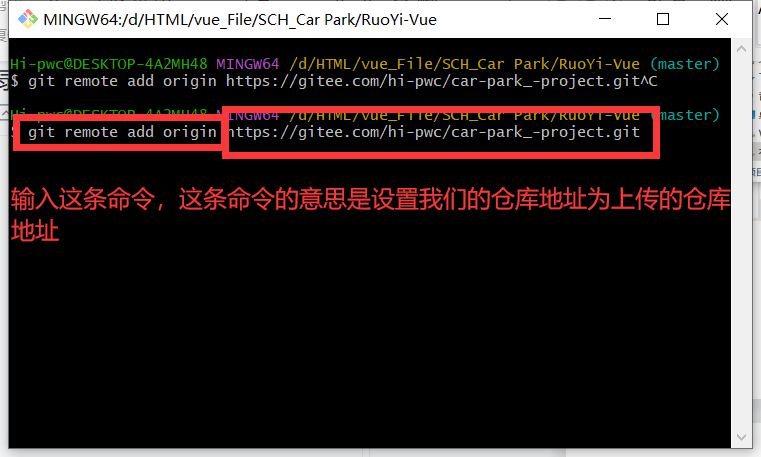 MINGW64:/d/HTML/vue_File/SCH_Car Park/RuoYi-Vue
Hi-pwc@DESKTOP-4A2MH48 MINGW64 /d/HTML/vue_File/SCH_Car Park/RuoYi-Vue (master)
$ git remote add origin https://gitee.com/hi-pwc/car-park_-project.git^C
Hi-pwc@DESKTOP-4A2MH48 MINGW64 /d/HTML/vue_File/SCH_Car Park/RuoYi-Vue (master)
$ git remote add origin https://gitee.com/hi-pwc/car-park_-project.git
输入这条命令，这条命令的意思是设置我们的仓库地址为上传的仓库
地址